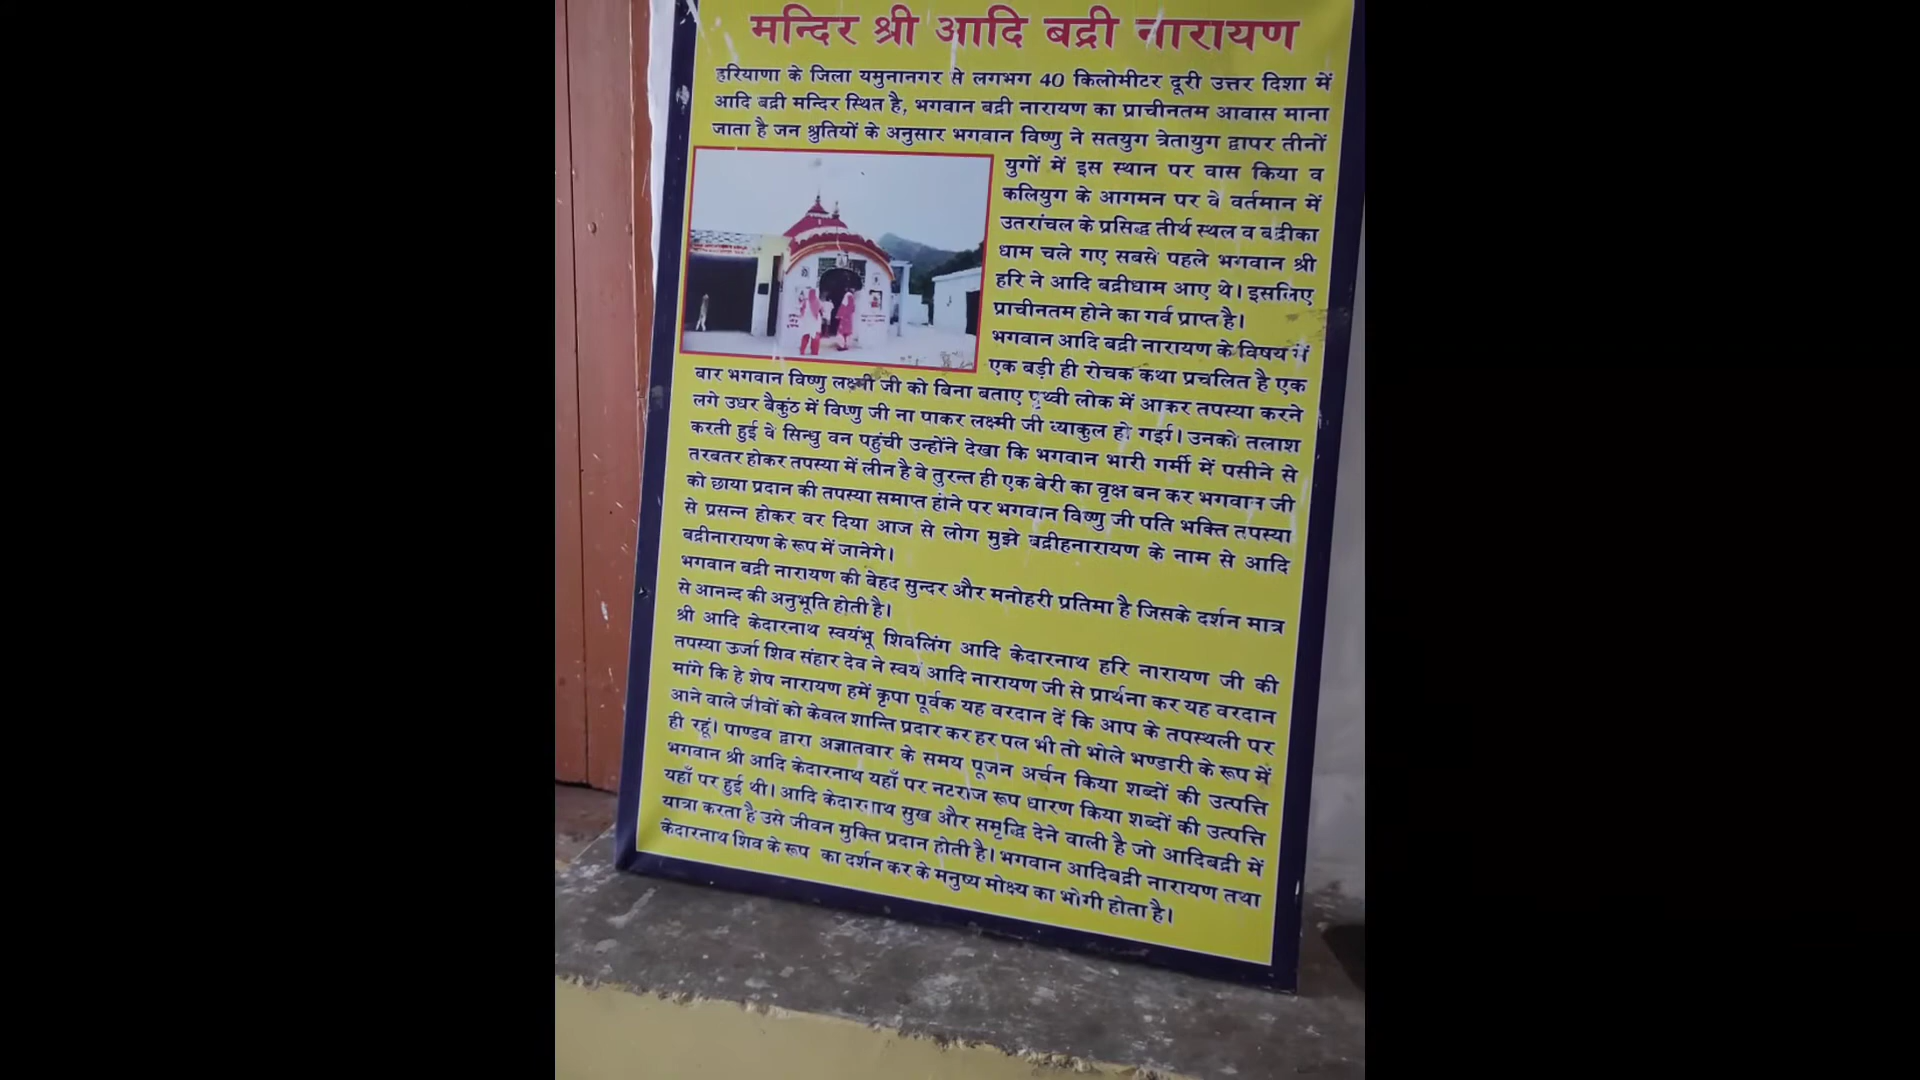 मन्दिर श्री आदि बद्री नारायण
हरियाणा के जिला यमुनानगर से लगभग 40 किलोमीटर दूरी उत्तर दिशा में
आदि बद्री मन्दिर स्थित है, भगवान बद्री नारायण का प्राचीनतम आवास माना
जाता है जन श्रुतियों के अनुसार भगवान विष्णु ने सतयुग त्रेतायुग द्वापर तीनों
युगों में इस स्थान पर वास किया व
कलियुग के आगमन पर वे वर्तमान में
उतरांचल के प्रसिद्ध तीर्थ स्थल व बद्रीका
धाम चले गए सबसे पहले भगवान श्री
हरि ने आदि बद्रीधाम आए थे। इसलिए
प्राचीनतम होने का गर्व प्राप्त है।
भगवान आदि बद्री नारायण के विषय में
एक बड़ी ही रोचक कथा प्रचलित है एक
बार भगवान विष्णु लक्ष्मी जी को बिना बताए पृथ्वी लोक में आकर तपस्या करने
लगे उधर बैकुंठ में विष्णु जी ना पाकर लक्ष्मी जी व्याकुल हो गई। उनको तलाश
करती हुई वे सिन्धु वन पहुंची उन्होंने देखा कि भगवान भारी गर्मी में पसीने से
तरबतर होकर तपस्या में लीन है वे तुरन्त ही एक बेरी का वृक्ष बन कर भगवान जी
को छाया प्रदान की तपस्या समाप्त होने पर भगवान विष्णु जी पति भक्ति तपस्या
से प्रसन्न होकर वर दिया आज से लोग मुझे बद्रीहनारायण के नाम से आदि
बद्रीनारायण के रूप में जानेगे।
भगवान बद्री नारायण की बेहद सुन्दर और मनोहरी प्रतिमा है जिसके दर्शन मात्र
से आनन्द की अनुभूति होती है।
श्री आदि केदारनाथ स्वयंभू शिवलिंग आदि केदारनाथ हरि नारायण जी की
तपस्या ऊर्जा शिव संहार देव ने स्वयं आदि नारायण जी से प्रार्थना कर यह वरदान
मांगे कि हे शेष नारायण हमें कृपा पूर्वक यह वरदान दें कि आप के तपस्थली पर
आने वाले जीवों को केवल शान्ति प्रदार कर हर पल भी तो भोले भण्डारी के रूप में
ही रहूं। पाण्डव द्वारा अज्ञातवार के समय पूजन अर्चन किया शब्दों की उत्पत्ति
भगवान श्री आदि केदारनाथ यहाँ पर नटराज रूप धारण किया शब्दों की उत्पत्ति
यहाँ पर हुई थी। आदि केदारनाथ सुख और समृद्धि देने वाली है जो आदिबद्री में
यात्रा करता है उसे जीवन मुक्ति प्रदान होती है। भगवान आदिबद्री नारायण तथा
केदारनाथ शिव के रूप का दर्शन कर के मनुष्य मोक्ष्य का भोगी होता है।